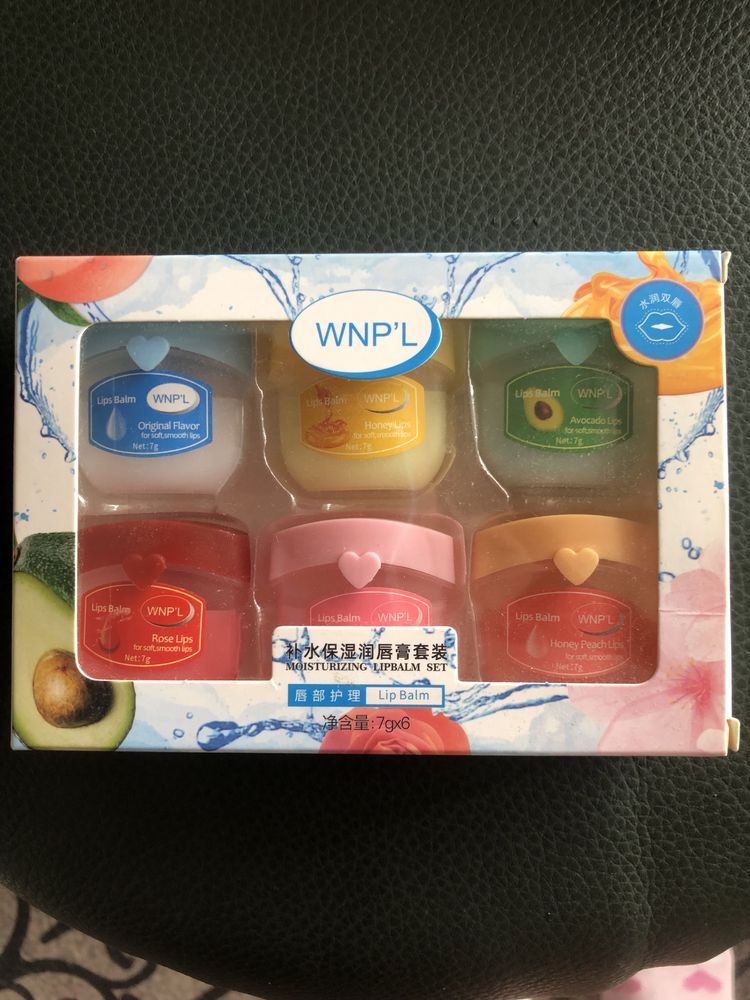 WNP'L
水润双唇
Lips Balm WNP'L
Original Flavor
for soft,smooth lips
Net:7g
Lips Balm WNP'L
Honey Lips
for soft,smooth lips
Net:7g
Lips Balm WNP'L
Avocado Lips
for soft,smooth lips
Net:7g
Lips Balm WNP'L
Rose Lips
for soft,smooth lips
Net:7g
Lips Balm WNP'L
Lips Balm WNP'L
Honey Peach Lips
for soft,smooth lips
Net:7g
补水保湿润唇膏套装
MOISTURIZING LIPBALM SET
唇部护理 Lip Balm
净含量:7gx6